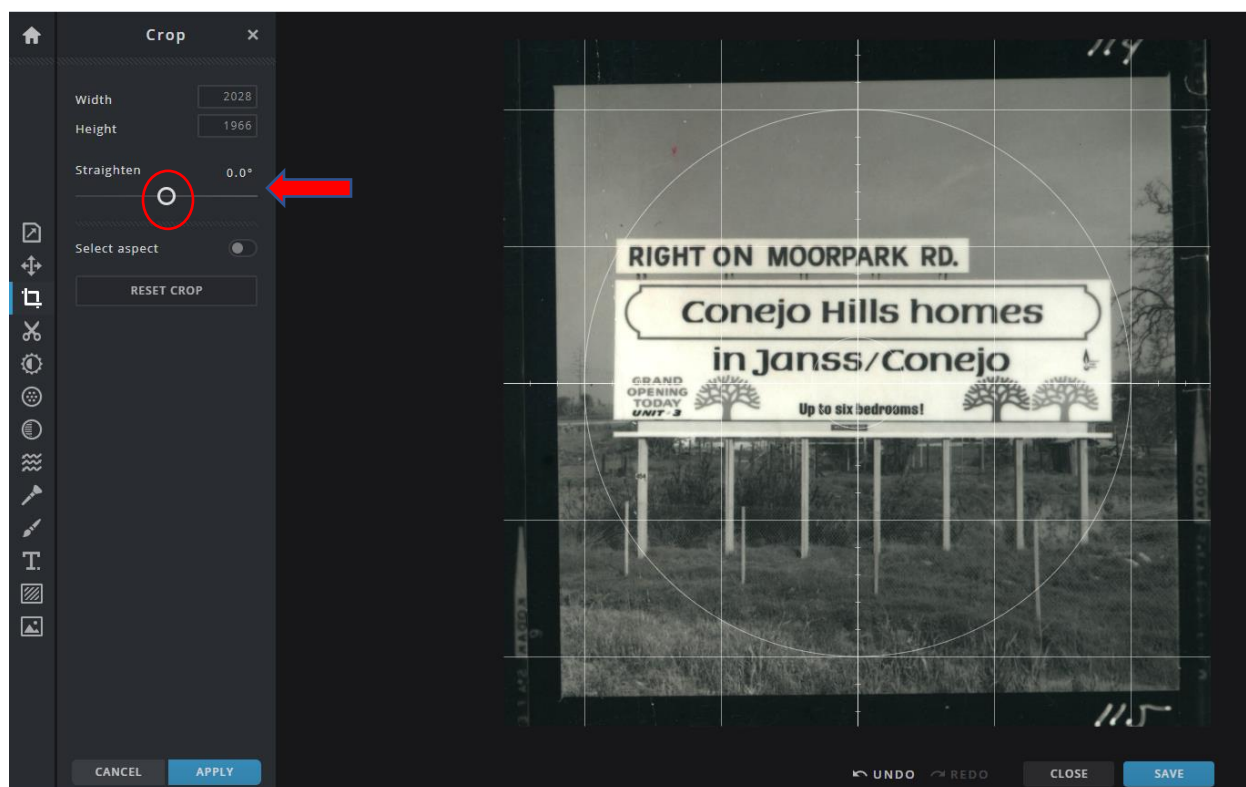 Crop ×
Width 2028
Height 1966
Straighten 0.0°
Select aspect
RESET CROP
CANCEL APPLY
114
RIGHT ON MOORPARK RD.
Conejo Hills homes
in Janss/Conejo
GRAND
OPENING
TODAY
UNIT-3
Up to six bedrooms!
115
T.
UNDO REDO CLOSE SAVE